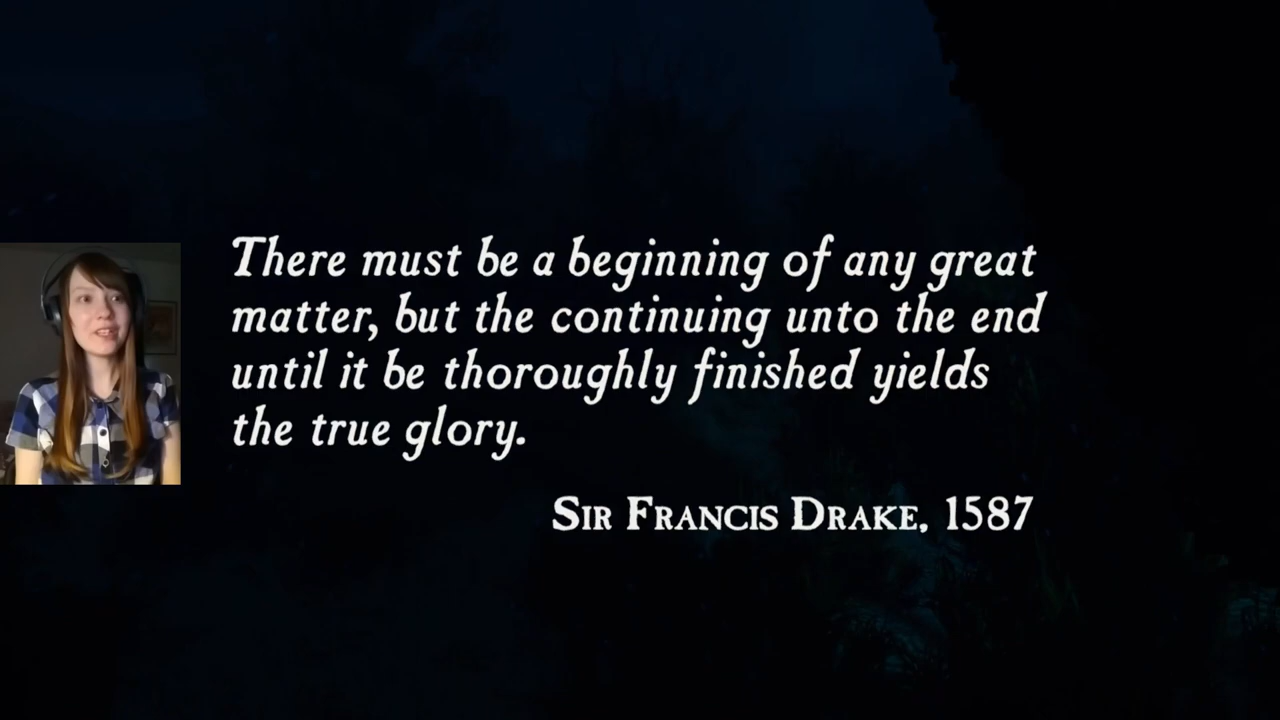 There must be a beginning of any great
matter, but the continuing unto the end
until it be thoroughly finished yields
the true glory.
Sir Francis Drake, 1587